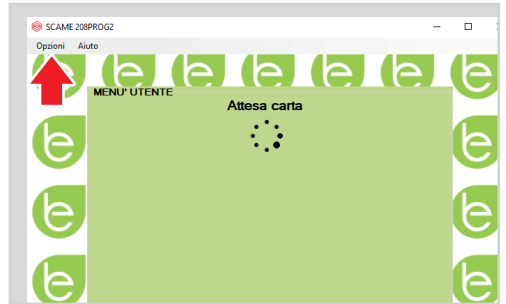 SCAME 208PROG2
Opzioni Aiuto
MENU' UTENTE
Attesa carta